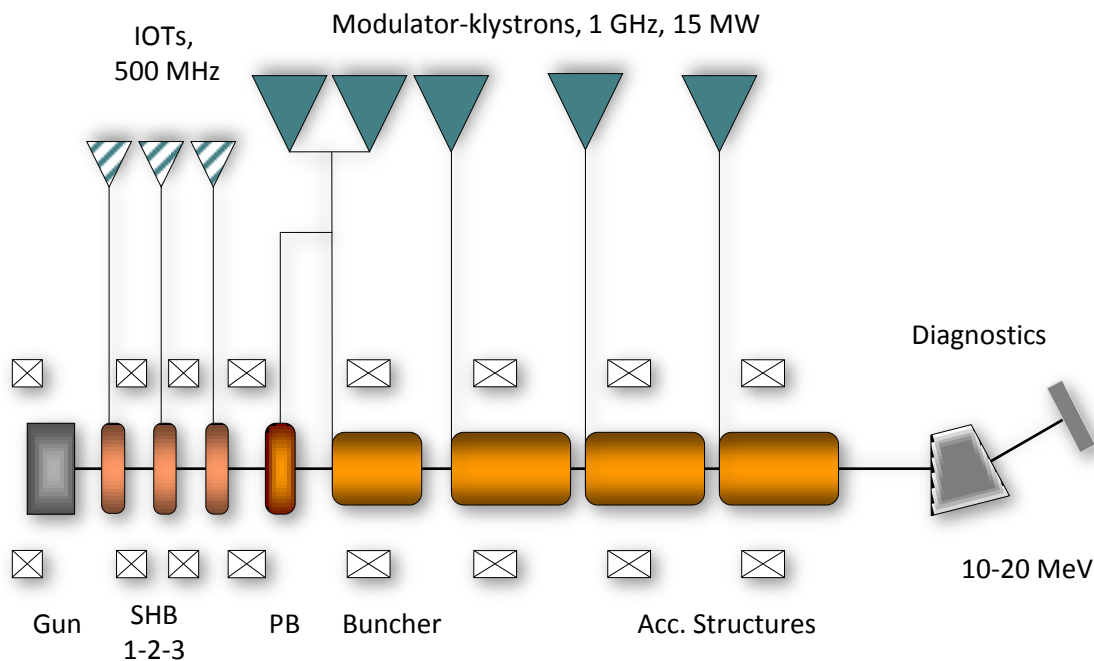 IOTs,
500 MHz
Modulator-klystrons, 1 GHz, 15 MW
Diagnostics
10-20 MeV
Gun
SHB
1-2-3
PB
Buncher
Acc. Structures